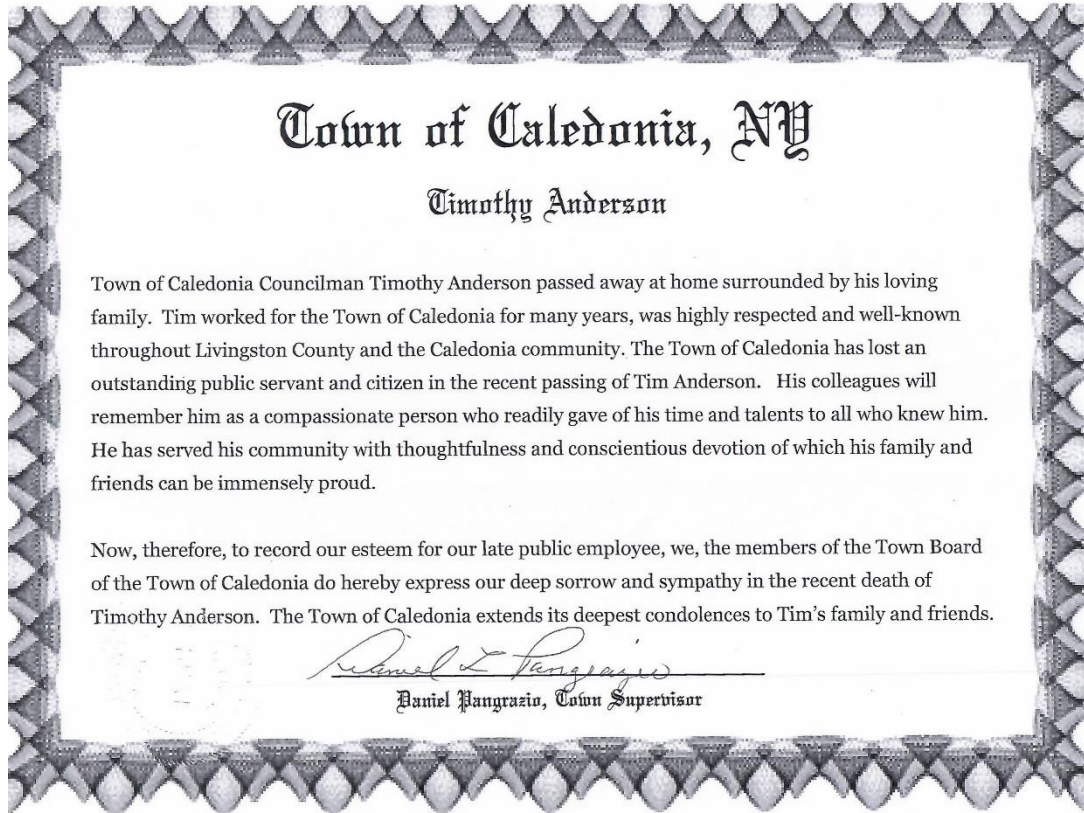 Town of Caledonia, NY
Timothy Anderson
Town of Caledonia Councilman Timothy Anderson passed away at home surrounded by his loving
family.  Tim worked for the Town of Caledonia for many years, was highly respected and well-known
throughout Livingston County and the Caledonia community. The Town of Caledonia has lost an
outstanding public servant and citizen in the recent passing of Tim Anderson.   His colleagues will
remember him as a compassionate person who readily gave of his time and talents to all who knew him.
He has served his community with thoughtfulness and conscientious devotion of which his family and
friends can be immensely proud.
Now, therefore, to record our esteem for our late public employee, we, the members of the Town Board
of the Town of Caledonia do hereby express our deep sorrow and sympathy in the recent death of
Timothy Anderson.  The Town of Caledonia extends its deepest condolences to Tim's family and friends.
Daniel L Pangrazio
Daniel Pangrazio, Town Supervisor